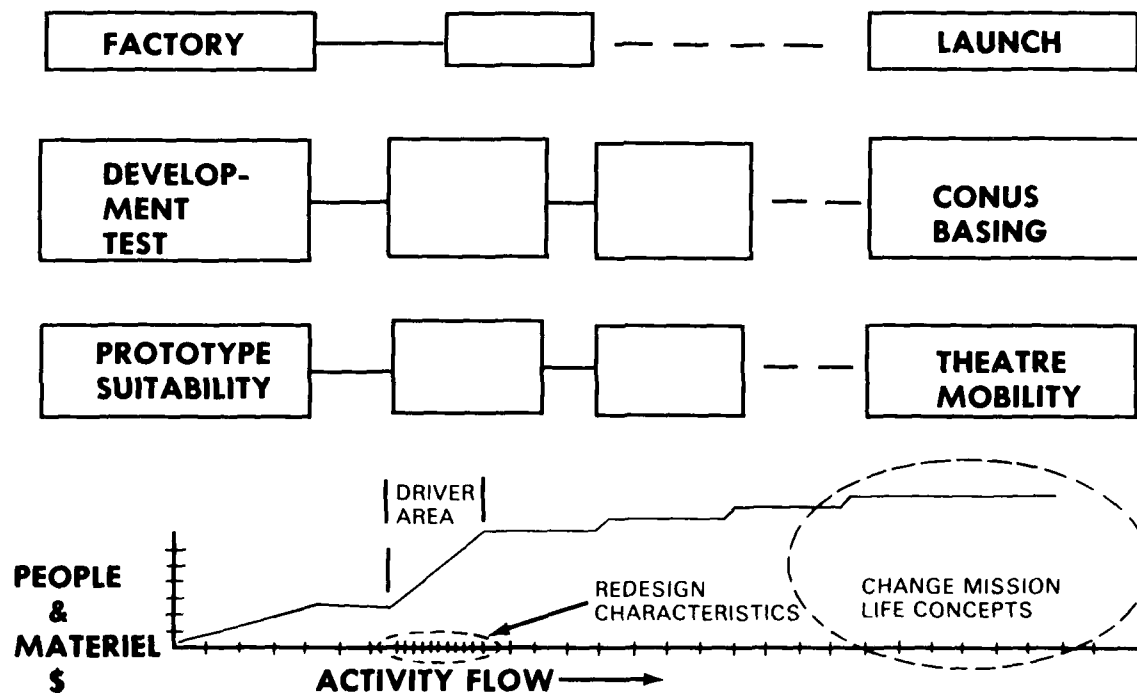 FACTORY
LAUNCH
DEVELOP-
MENT
TEST
CONUS
BASING
PROTOTYPE
SUITABILITY
THEATRE
MOBILITY
DRIVER
AREA
PEOPLE
&
MATERIEL
$
REDESIGN
CHARACTERISTICS
CHANGE MISSION
LIFE CONCEPTS
ACTIVITY FLOW